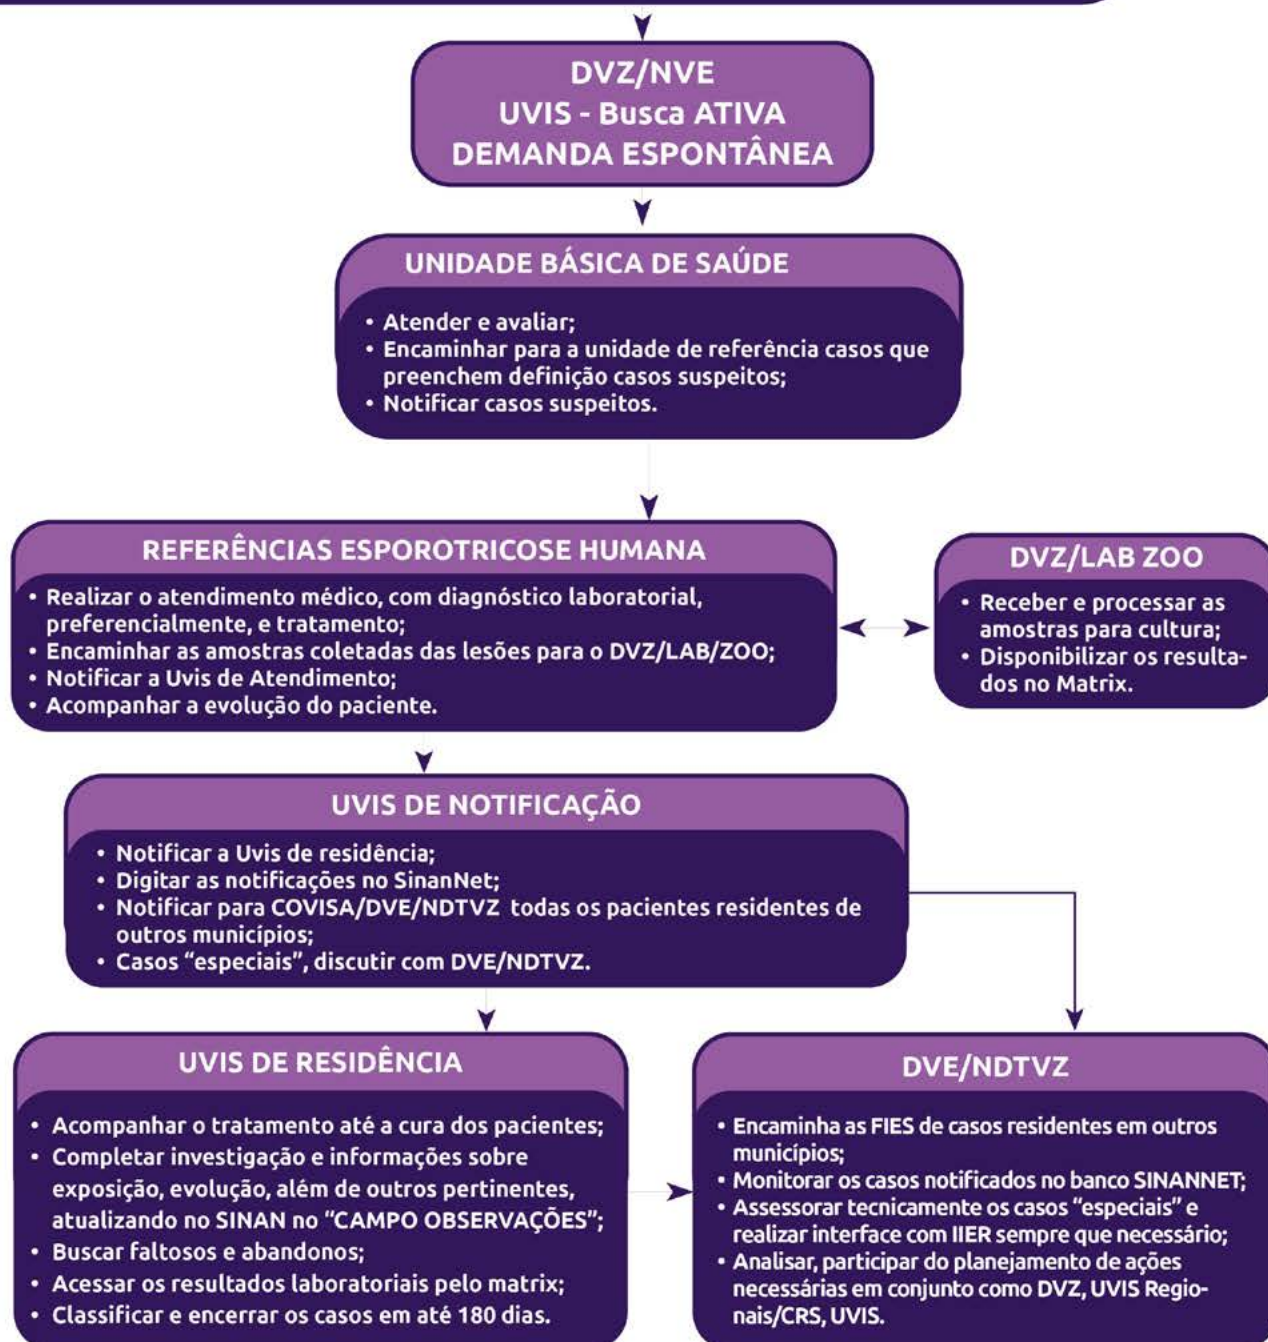 DVZ/NVE
UVIS - Busca ATIVA
DEMANDA ESPONTÂNEA
UNIDADE BÁSICA DE SAÚDE
• Atender e avaliar;
• Encaminhar para a unidade de referência casos que
preenchem definição casos suspeitos;
• Notificar casos suspeitos.
REFERÊNCIAS ESPOROTRICOSE HUMANA
• Realizar o atendimento médico, com diagnóstico laboratorial,
preferencialmente, e tratamento;
• Encaminhar as amostras coletadas das lesões para o DVZ/LAB/ZOO;
• Notificar a Uvis de Atendimento;
• Acompanhar a evolução do paciente.
DVZ/LAB ZOO
• Receber e processar as
amostras para cultura;
• Disponibilizar os resulta-
dos no Matrix.
UVIS DE NOTIFICAÇÃO
• Notificar a Uvis de residência;
• Digitar as notificações no SinanNet;
• Notificar para COVISA/DVE/NDTVZ todas os pacientes residentes de
outros municípios;
• Casos “especiais”, discutir com DVE/NDTVZ.
UVIS DE RESIDÊNCIA
• Acompanhar o tratamento até a cura dos pacientes;
• Completar investigação e informações sobre
exposição, evolução, além de outros pertinentes,
atualizando no SINAN no “CAMPO OBSERVAÇÕES”;
• Buscar faltosos e abandonos;
• Acessar os resultados laboratoriais pelo matrix;
• Classificar e encerrar os casos em até 180 dias.
DVE/NDTVZ
• Encaminha as FIES de casos residentes em outros
municípios;
• Monitorar os casos notificados no banco SINANNET;
• Assessorar tecnicamente os casos “especiais” e
realizar interface com IIER sempre que necessário;
• Analisar, participar do planejamento de ações
necessárias em conjunto como DVZ, UVIS Regio-
nais/CRS, UVIS.